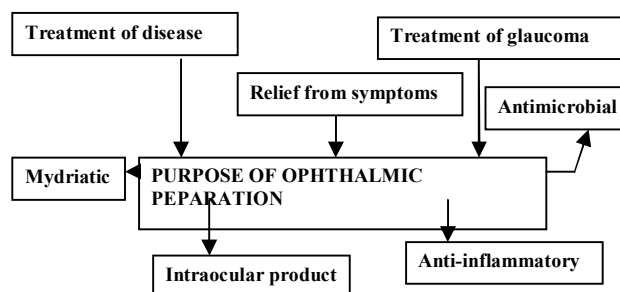 Treatment of disease
Treatment of glaucoma
Relief from symptoms
Antimicrobial
Mydriatic
PURPOSE OF OPHTHALMIC
PEPARATION
Intraocular product
Anti-inflammatory